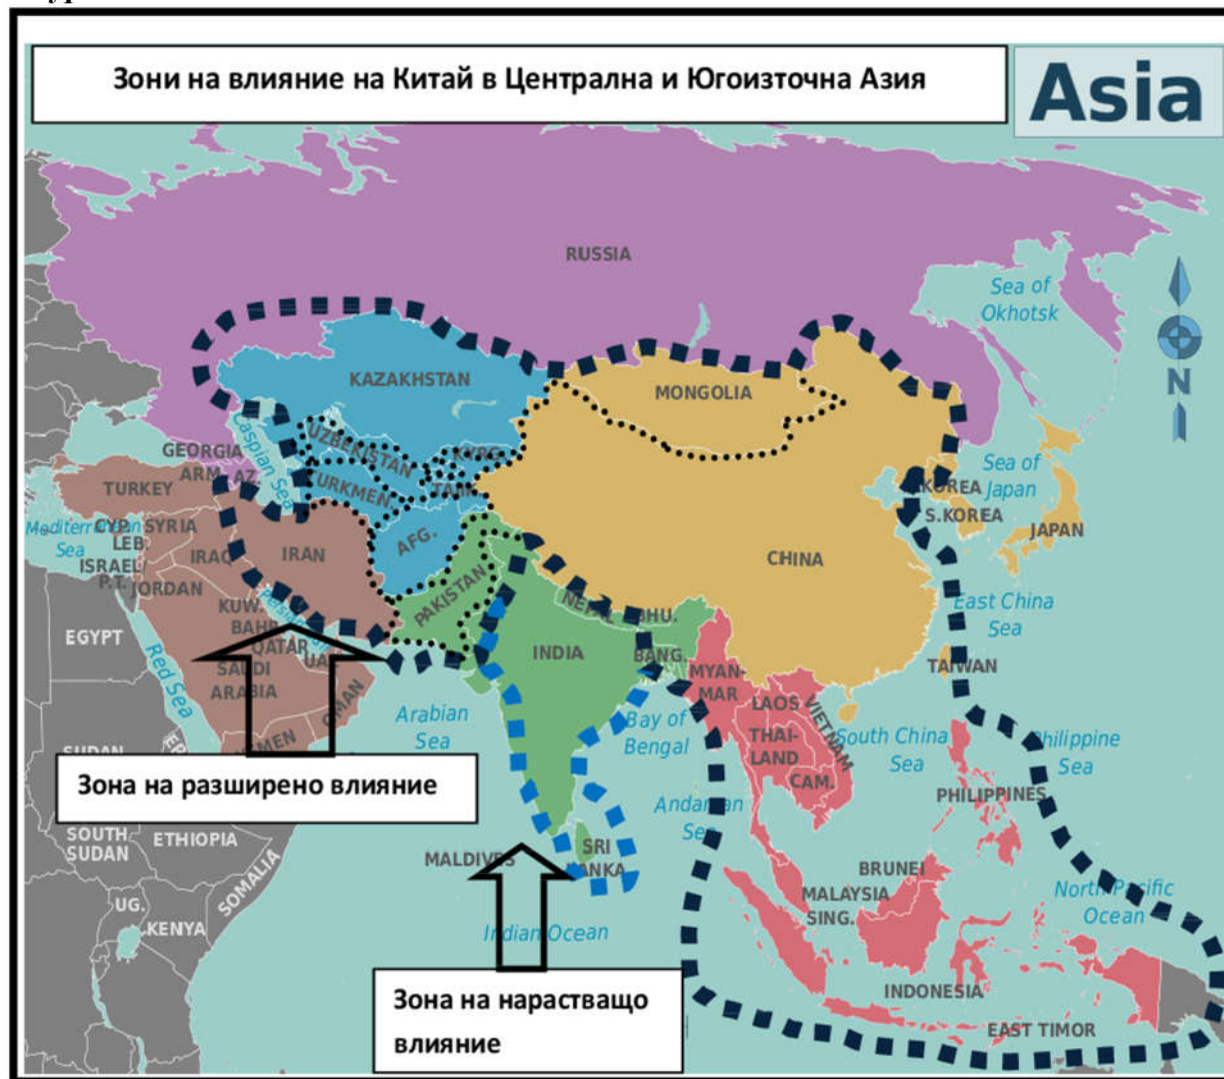 Зони на влияние на Китай в Централна и Югоизточна Азия
Asia
RUSSIA
Sea of
Okhotsk
N
KAZAKHSTAN
MONGOLIA
UZBEKISTAN
KYRG.
GEORGIA
Caspian Sea
ARM.
AZ.
TURKEY
TURKMEN.
KOREA
Sea of
Japan
S.KOREA
JAPAN
Mediterranean
Sea
CYP.
SYRIA
LEB.
IRAQ
IRAN
AFG.
CHINA
ISRAEL/
P.T.
JORDAN
PAKISTAN
KUW.
BAHR.
NEPAL
BHU.
East China
Sea
EGYPT
QATAR
UAE
SAUDI
ARABIA
OMAN
INDIA
BANG.
MYAN-
MAR
TAIWAN
Red Sea
LAOS
VIETNAM
Arabian
Sea
Bay of
Bengal
THAI-
LAND
South China
Sea
Philippine
Sea
SUDAN
YEMEN
CAM.
Зона на разширено влияние
PHILIPPINES
Andaman
Sea
SOUTH
SUDAN
ETHIOPIA
SOMALIA
MALDIVES
SRI
LANKA
BRUNEI
MALAYSIA
SING.
North Pacific
Ocean
UG.
KENYA
Indian Ocean
INDONESIA
EAST TIMOR
Зона на нарастващо
влияние